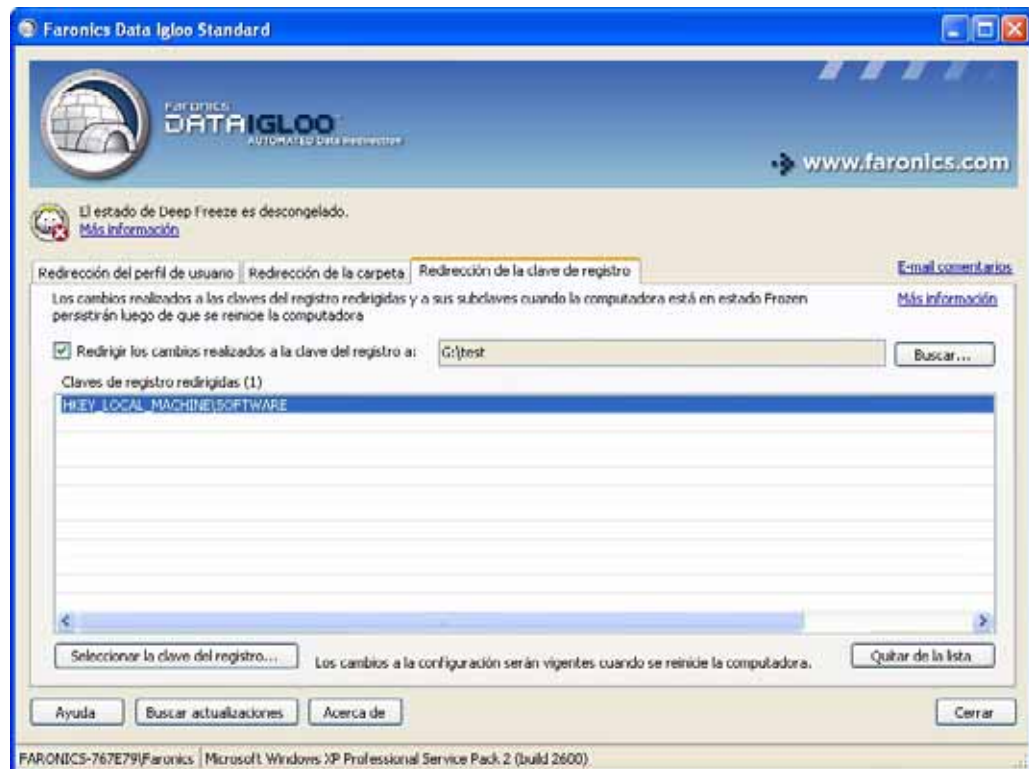 Faronics Data Igloo Standard
FARONICS
DATAIGLOO
AUTOMATED Data Redirection
www.faronics.com
El estado de Deep Freeze es descongelado.
Más información
Redirección del perfil de usuario
Redirección de la carpeta
Redirección de la clave de registro
E-mail comentarios
Los cambios realizados a las claves del registro redirigidas y a sus subclaves cuando la computadora está en estado Frozen
persistirán luego de que se reinicie la computadora
Más información
Redirigir los cambios realizados a la clave del registro a:
G:\test
Buscar...
Claves de registro redirigidas (1)
HKEY_LOCAL_MACHINE\SOFTWARE
Seleccionar la clave del registro...
Los cambios a la configuración serán vigentes cuando se reinicie la computadora.
Quitar de la lista
Ayuda
Buscar actualizaciones
Acerca de
Cerrar
FARONICS-767E79\Faronics
Microsoft Windows XP Professional Service Pack 2 (build 2600)